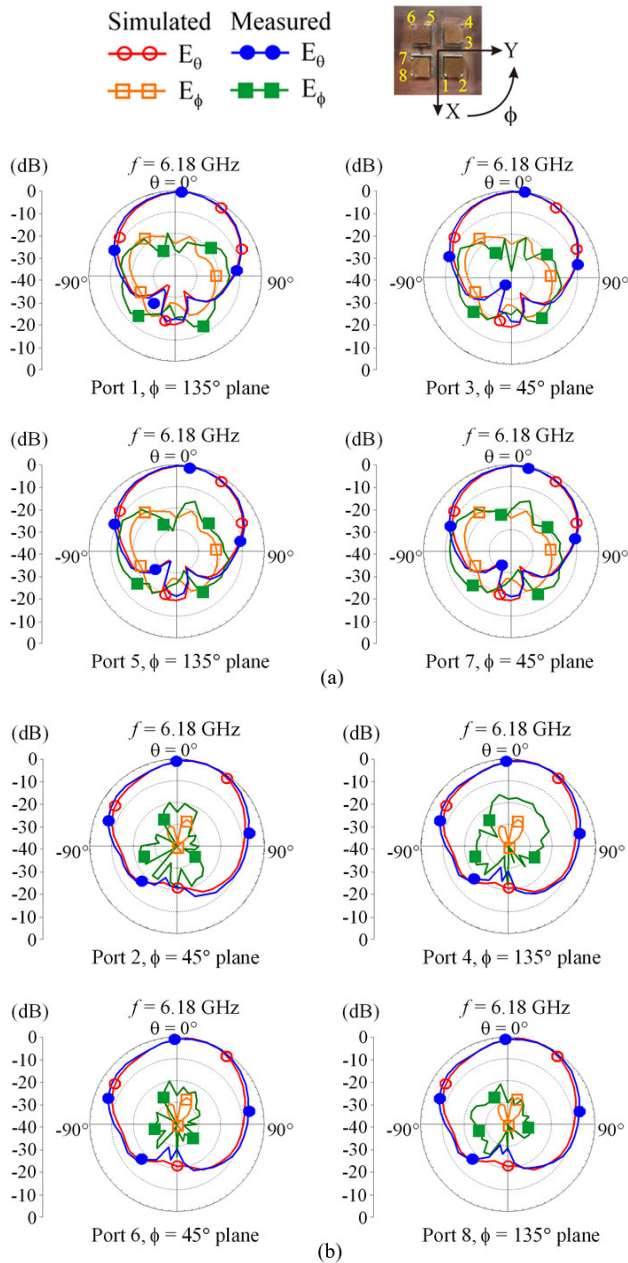 Simulated Measured
E_θ E_θ
E_ϕ E_ϕ
6 5 4
3
7
8
1 2
Y
X
ϕ
(dB) f = 6.18 GHz (dB) f = 6.18 GHz
θ = 0° θ = 0°
0 0
-10 -10
-20 -20
-30 -30
-40 -90° 90° -40 -90° 90°
-30 -30
-20 -20
-10 -10
0 0
Port 1, ϕ = 135° plane Port 3, ϕ = 45° plane
(dB) f = 6.18 GHz (dB) f = 6.18 GHz
θ = 0° θ = 0°
0 0
-10 -10
-20 -20
-30 -30
-40 -90° 90° -40 -90° 90°
-30 -30
-20 -20
-10 -10
0 0
Port 5, ϕ = 135° plane Port 7, ϕ = 45° plane
(a)
(dB) f = 6.18 GHz (dB) f = 6.18 GHz
θ = 0° θ = 0°
0 0
-10 -10
-20 -20
-30 -30
-40 -90° 90° -40 -90° 90°
-30 -30
-20 -20
-10 -10
0 0
Port 2, ϕ = 45° plane Port 4, ϕ = 135° plane
(dB) f = 6.18 GHz (dB) f = 6.18 GHz
θ = 0° θ = 0°
0 0
-10 -10
-20 -20
-30 -30
-40 -90° 90° -40 -90° 90°
-30 -30
-20 -20
-10 -10
0 0
Port 6, ϕ = 45° plane Port 8, ϕ = 135° plane
(b)